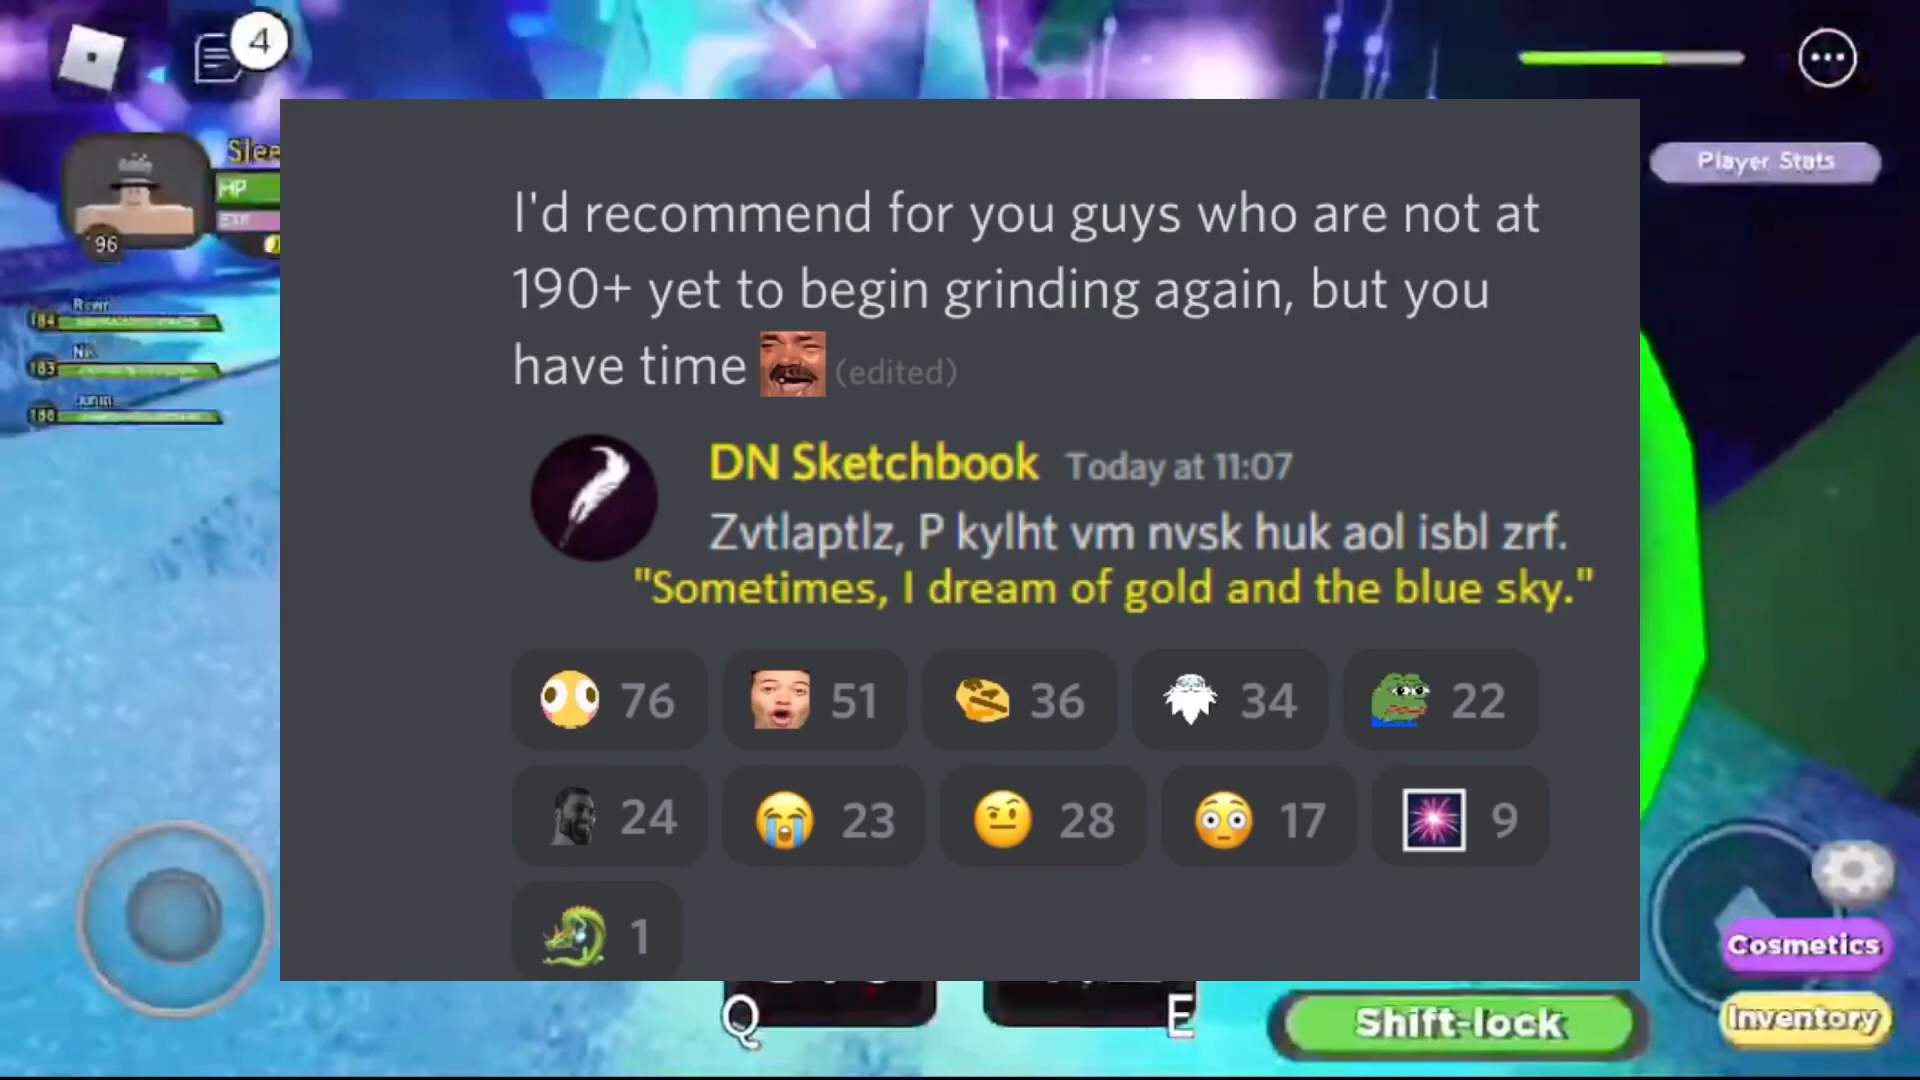 4
Slee
HP
EXP
96
184
183
188
Player Stats
I'd recommend for you guys who are not at
190+ yet to begin grinding again, but you
have time (edited)
DN Sketchbook Today at 11:07
Zvtlaptlz, P kylht vm nvsk huk aol isbl zrf.
"Sometimes, I dream of gold and the blue sky."
76 51 36 34 22
24 23 28 17 9
1
Q
E
Shift-lock
Cosmetics
Inventory